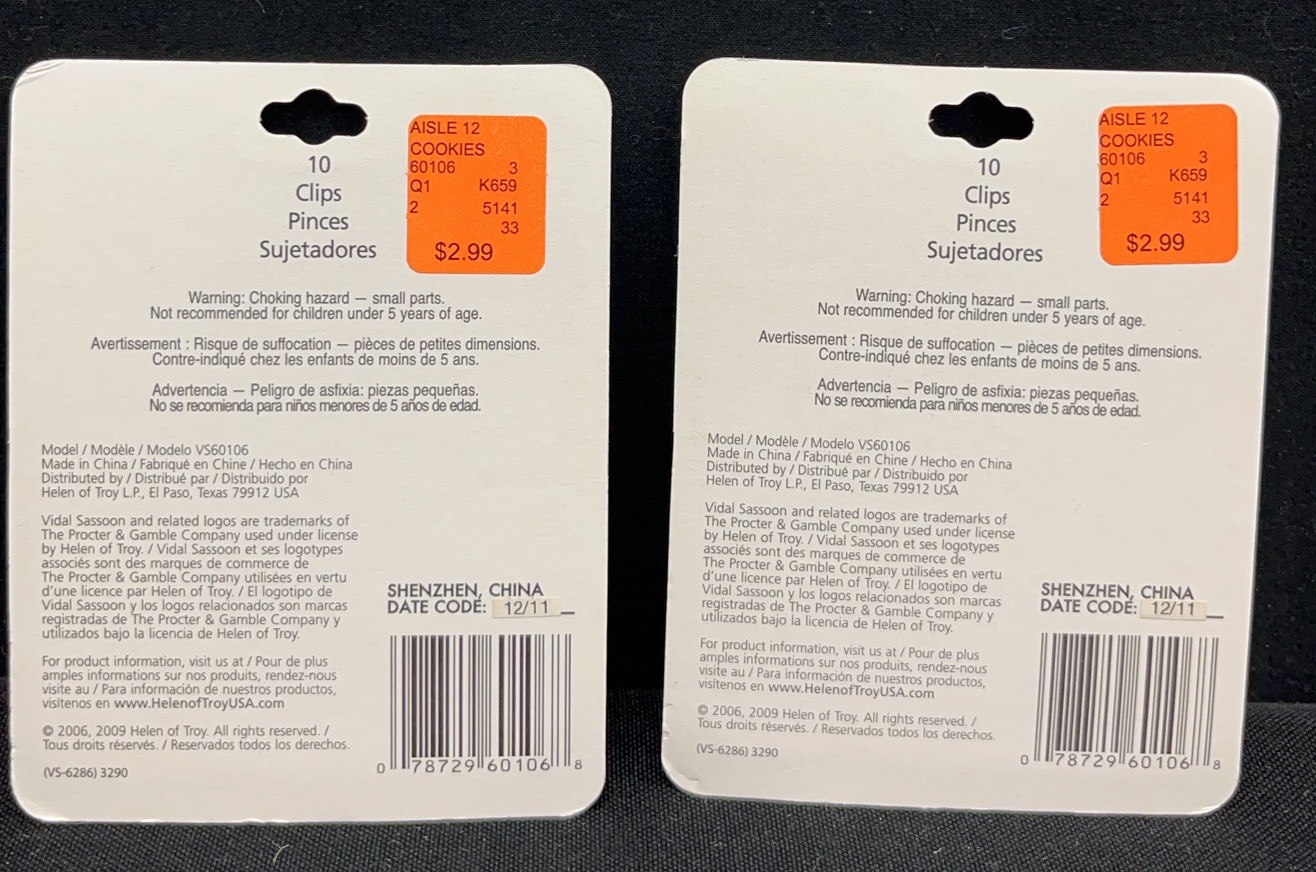 10
Clips
Pinces
Sujetadores
AISLE 12
COOKIES
60106 3
Q1 K659
2 5141
33
$2.99
Warning: Choking hazard — small parts.
Not recommended for children under 5 years of age.
Avertissement : Risque de suffocation — pièces de petites dimensions.
Contre-indiqué chez les enfants de moins de 5 ans.
Advertencia — Peligro de asfixia: piezas pequeñas.
No se recomienda para niños menores de 5 años de edad.
Model / Modèle / Modelo VS60106
Made in China / Fabriqué en Chine / Hecho en China
Distributed by / Distribué par / Distribuido por
Helen of Troy L.P., El Paso, Texas 79912 USA
Vidal Sassoon and related logos are trademarks of
The Procter & Gamble Company used under license
by Helen of Troy. / Vidal Sassoon et ses logotypes
associés sont des marques de commerce de
The Procter & Gamble Company utilisées en vertu
d'une licence par Helen of Troy. / El logotipo de
Vidal Sassoon y los logos relacionados son marcas
registradas de The Procter & Gamble Company y
utilizados bajo la licencia de Helen of Troy.
For product information, visit us at / Pour de plus
amples informations sur nos produits, rendez-nous
visite au / Para información de nuestros productos,
visítenos en www.HelenofTroyUSA.com
© 2006, 2009 Helen of Troy. All rights reserved. /
Tous droits réservés. / Reservados todos los derechos.
(VS-6286) 3290
SHENZHEN, CHINA
DATE CODE: 12/11
0 78729 60106 8
10
Clips
Pinces
Sujetadores
AISLE 12
COOKIES
60106 3
Q1 K659
2 5141
33
$2.99
Warning: Choking hazard — small parts.
Not recommended for children under 5 years of age.
Avertissement : Risque de suffocation — pièces de petites dimensions.
Contre-indiqué chez les enfants de moins de 5 ans.
Advertencia — Peligro de asfixia: piezas pequeñas.
No se recomienda para niños menores de 5 años de edad.
Model / Modèle / Modelo VS60106
Made in China / Fabriqué en Chine / Hecho en China
Distributed by / Distribué par / Distribuido por
Helen of Troy L.P., El Paso, Texas 79912 USA
Vidal Sassoon and related logos are trademarks of
The Procter & Gamble Company used under license
by Helen of Troy. / Vidal Sassoon et ses logotypes
associés sont des marques de commerce de
The Procter & Gamble Company utilisées en vertu
d'une licence par Helen of Troy. / El logotipo de
Vidal Sassoon y los logos relacionados son marcas
registradas de The Procter & Gamble Company y
utilizados bajo la licencia de Helen of Troy.
For product information, visit us at / Pour de plus
amples informations sur nos produits, rendez-nous
visite au / Para información de nuestros productos,
visítenos en www.HelenofTroyUSA.com
© 2006, 2009 Helen of Troy. All rights reserved. /
Tous droits réservés. / Reservados todos los derechos.
(VS-6286) 3290
SHENZHEN, CHINA
DATE CODE: 12/11
0 78729 60106 8